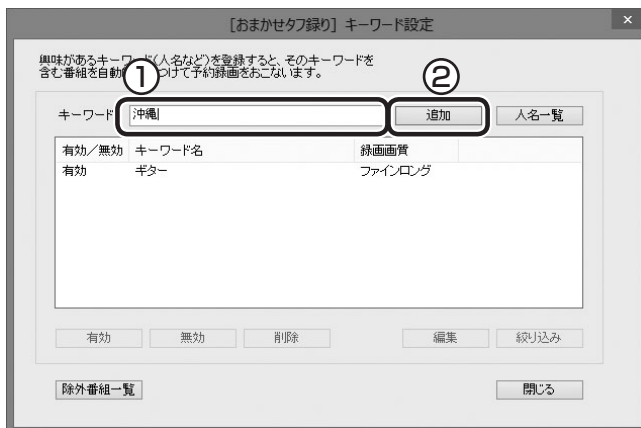 [おまかせタフ録り] キーワード設定
興味があるキーワード(人名など)を登録すると、そのキーワードを
含む番組を自動 つけて予約録画をおこないます。
① ②
キーワード 沖縄 追加 人名一覧
有効/無効 キーワード名 録画画質
有効 ギター ファインロング
有効 無効 削除 編集 絞り込み
除外番組一覧 閉じる